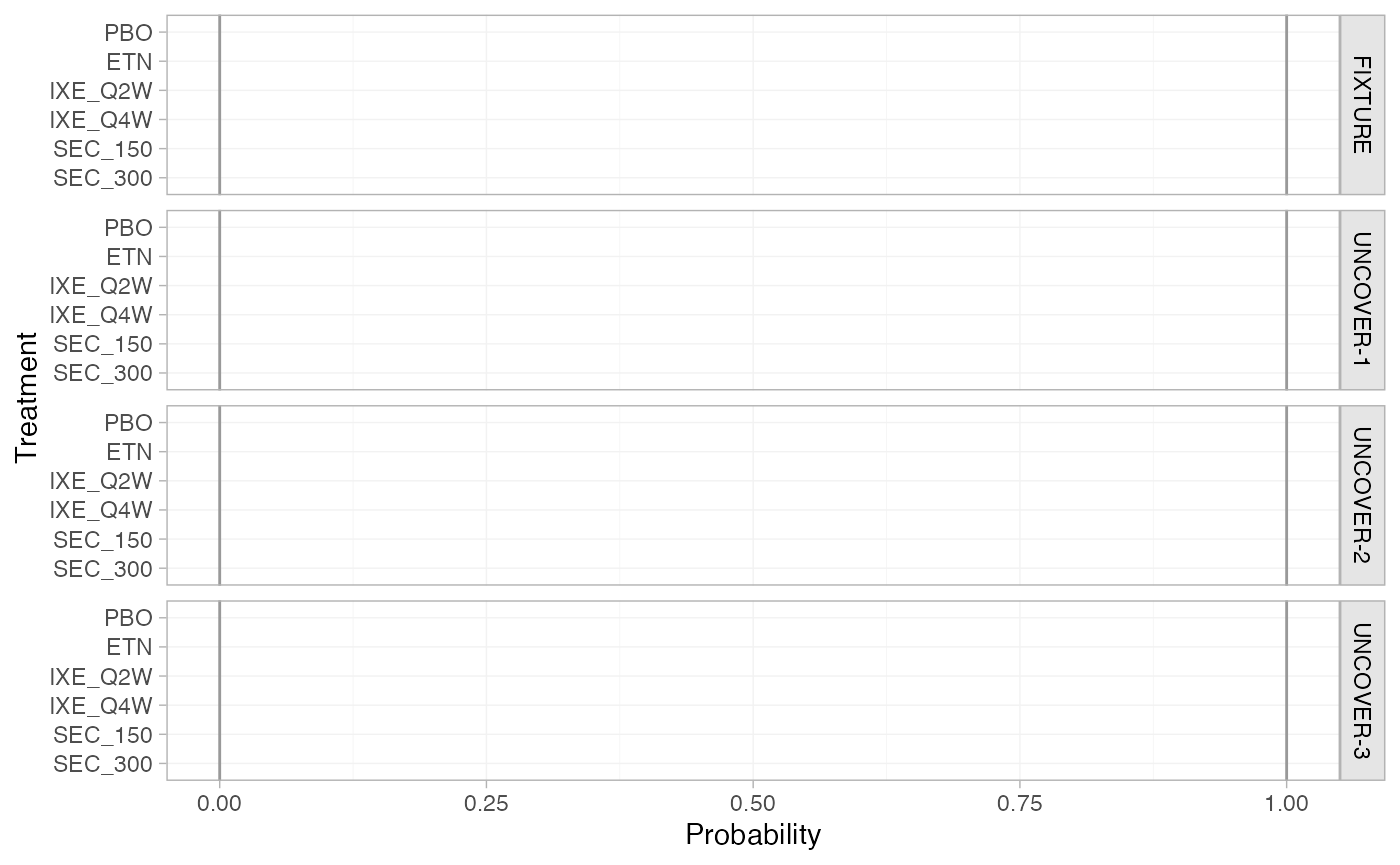 PBO
ETN
IXE_Q2W
IXE_Q4W
SEC_150
SEC_300
FIXTURE
PBO
ETN
IXE_Q2W
IXE_Q4W
SEC_150
SEC_300
UNCOVER-1
PBO
ETN
IXE_Q2W
IXE_Q4W
SEC_150
SEC_300
UNCOVER-2
PBO
ETN
IXE_Q2W
IXE_Q4W
SEC_150
SEC_300
UNCOVER-3
Treatment
0.00 0.25 0.50 0.75 1.00
Probability